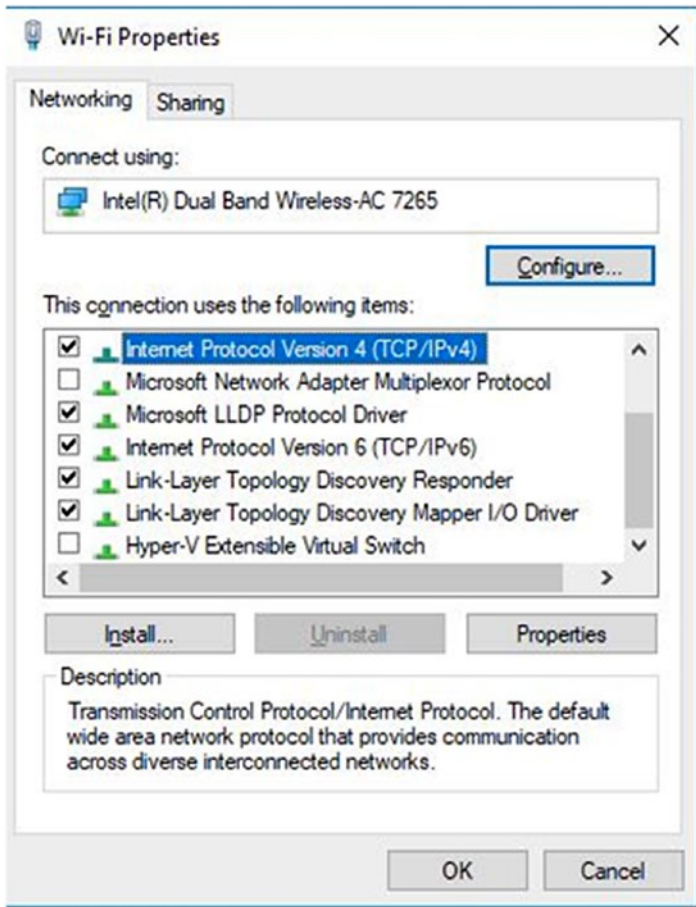 Wi-Fi Properties
Networking
Sharing
Connect using:
Intel(R) Dual Band Wireless-AC 7265
Configure...
This connection uses the following items:
Internet Protocol Version 4 (TCP/IPv4)
Microsoft Network Adapter Multiplexor Protocol
Microsoft LLDP Protocol Driver
Internet Protocol Version 6 (TCP/IPv6)
Link-Layer Topology Discovery Responder
Link-Layer Topology Discovery Mapper I/O Driver
Hyper-V Extensible Virtual Switch
Install...
Uninstall
Properties
Description
Transmission Control Protocol/Internet Protocol. The default
wide area network protocol that provides communication
across diverse interconnected networks.
OK
Cancel